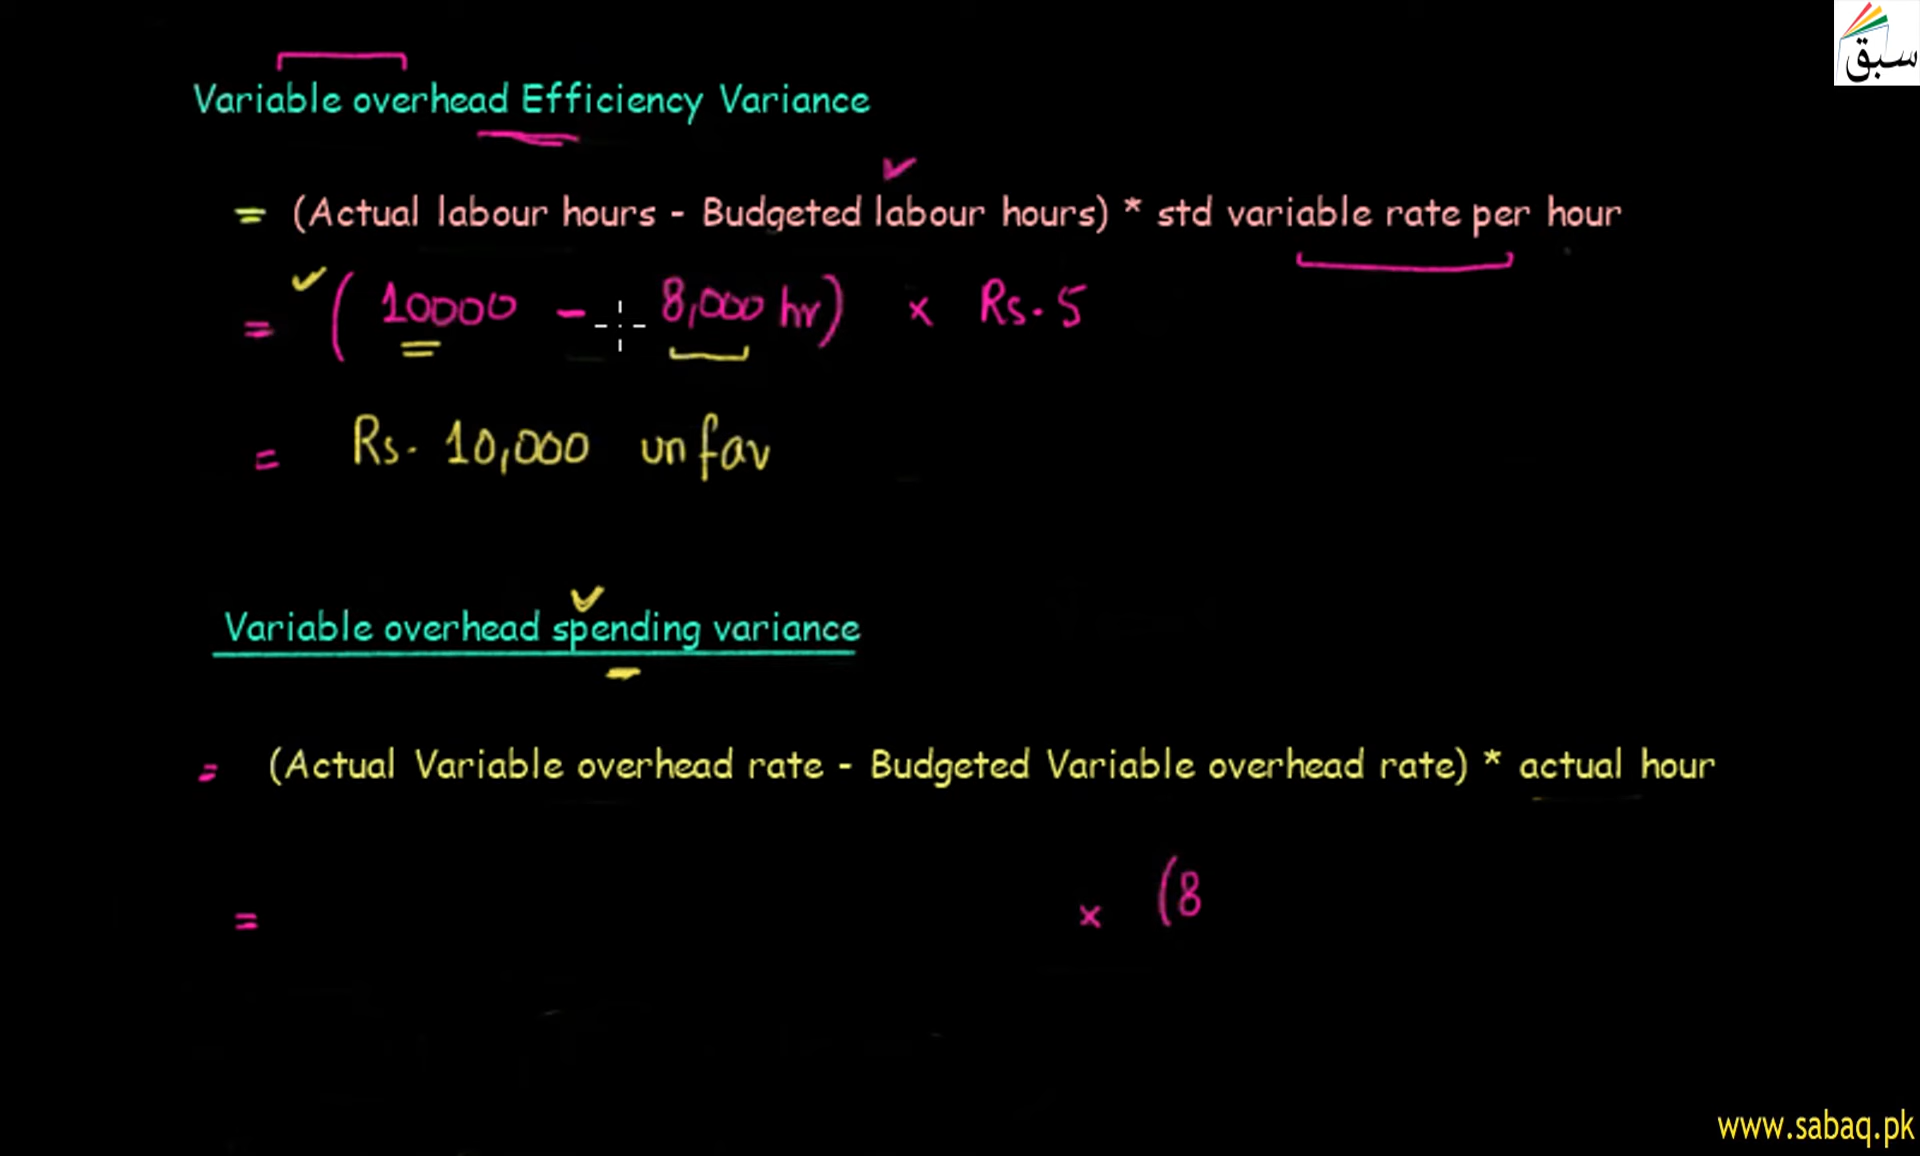 سبق
Variable overhead Efficiency Variance
= (Actual labour hours - Budgeted labour hours) * std variable rate per hour
= ( 10000 - 8,000 hr) x Rs. 5
= Rs. 10,000 unfav
Variable overhead spending variance
= (Actual Variable overhead rate - Budgeted Variable overhead rate) * actual hour
= x (8
www.sabaq.pk